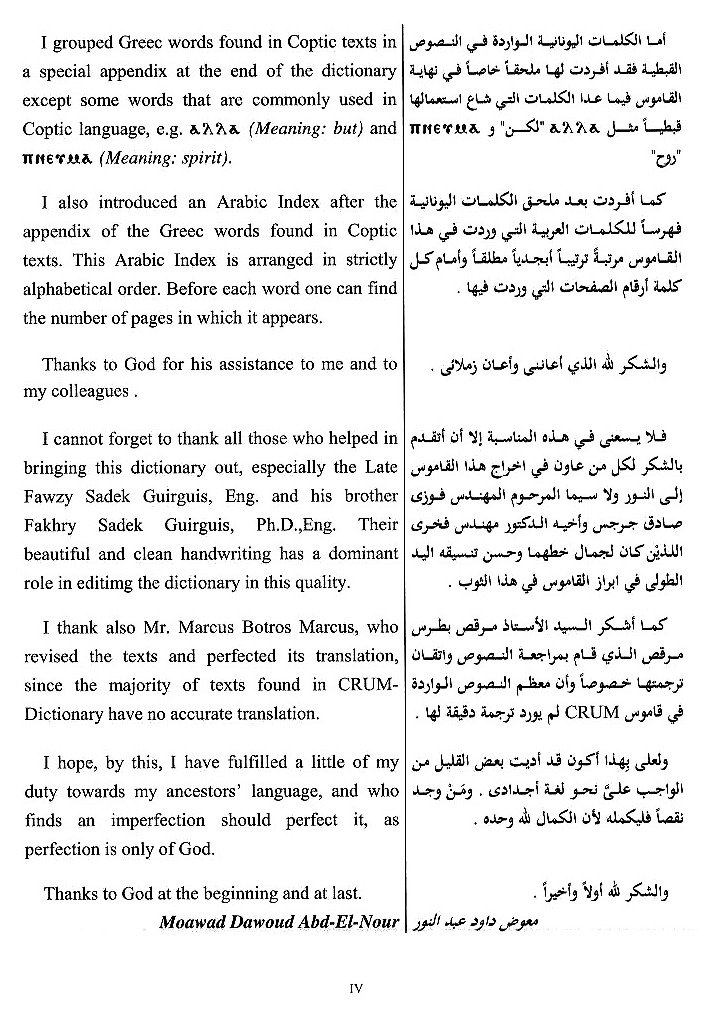 I grouped Greec words found in Coptic texts in
a special appendix at the end of the dictionary
except some words that are commonly used in
Coptic language, e.g. ⲁⲗⲗⲁ (Meaning: but) and
ⲡⲛⲉⲩⲙⲁ (Meaning: spirit).
I also introduced an Arabic Index after the
appendix of the Greec words found in Coptic
texts. This Arabic Index is arranged in strictly
alphabetical order. Before each word one can find
the number of pages in which it appears.
Thanks to God for his assistance to me and to
my colleagues .
I cannot forget to thank all those who helped in
bringing this dictionary out, especially the Late
Fawzy Sadek Guirguis, Eng. and his brother
Fakhry Sadek Guirguis, Ph.D.,Eng. Their
beautiful and clean handwriting has a dominant
role in editimg the dictionary in this quality.
I thank also Mr. Marcus Botros Marcus, who
revised the texts and perfected its translation,
since the majority of texts found in CRUM-
Dictionary have no accurate translation.
I hope, by this, I have fulfilled a little of my
duty towards my ancestors’ language, and who
finds an imperfection should perfect it, as
perfection is only of God.
Thanks to God at the beginning and at last.
Moawad Dawoud Abd-El-Nour
أما الكلمات اليونانية الواردة في النصوص
القبطية فقد أفردت لها ملحقاً خاصاً في نهاية
القاموس فيما عدا الكلمات التي شاع استعمالها
قبطياً مثل ⲁⲗⲗⲁ "لكن" و ⲡⲛⲉⲩⲙⲁ
"روح"
كما أفردت بعد ملحق الكلمات اليونانية
فهرساً للكلمات العربية التي وردت في هذا
القاموس مرتبةً ترتيباً أبجدياً مطلقاً وأمام كل
كلمة أرقام الصفحات التي وردت فيها .
والشكر لله الذي أعاننى وأعان زملائى .
فلا يسعنى في هذه المناسبة إلا أن أتقدم
بالشكر لكل من عاون في اخراج هذا القاموس
إلى النور ولا سيما المرحوم المهندس فوزى
صادق جرجس وأخيه الدكتور مهندس فخرى
اللذيْن كان لجمال خطهما وحسن تنسيقه اليد
الطولى في ابراز القاموس في هذا الثوب .
كما أشكر السيد الأستاذ مرقص بطرس
مرقص الذي قام بمراجعة النصوص واتقان
ترجمتها خصوصاً وأن معظم النصوص الواردة
في قاموس CRUM لم يورد ترجمة دقيقة لها .
ولعلى بهذا أكون قد أديت بعض القليل من
الواجب علىَّ نحو لغة أجدادى . ومَنْ وجد
نقصاً فليكمله لأن الكمال لله وحده .
والشكر لله أولاً وأخيراً .
معوض داود عبد النور
IV